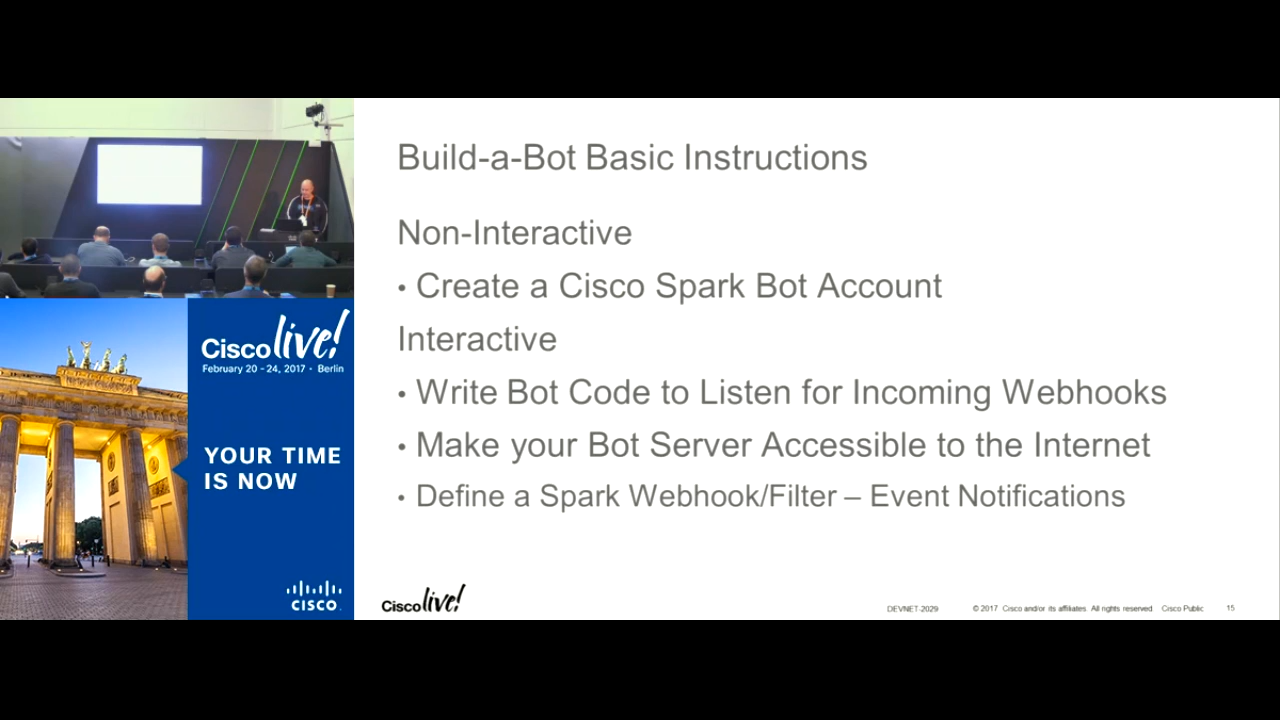 Build-a-Bot Basic Instructions
Non-Interactive
• Create a Cisco Spark Bot Account
Interactive
• Write Bot Code to Listen for Incoming Webhooks
• Make your Bot Server Accessible to the Internet
• Define a Spark Webhook/Filter – Event Notifications
Cisco live!
February 20 - 24, 2017 • Berlin
YOUR TIME
IS NOW
CISCO.
Cisco live!
DEVNET-2029 © 2017 Cisco and/or its affiliates. All rights reserved. Cisco Public 15